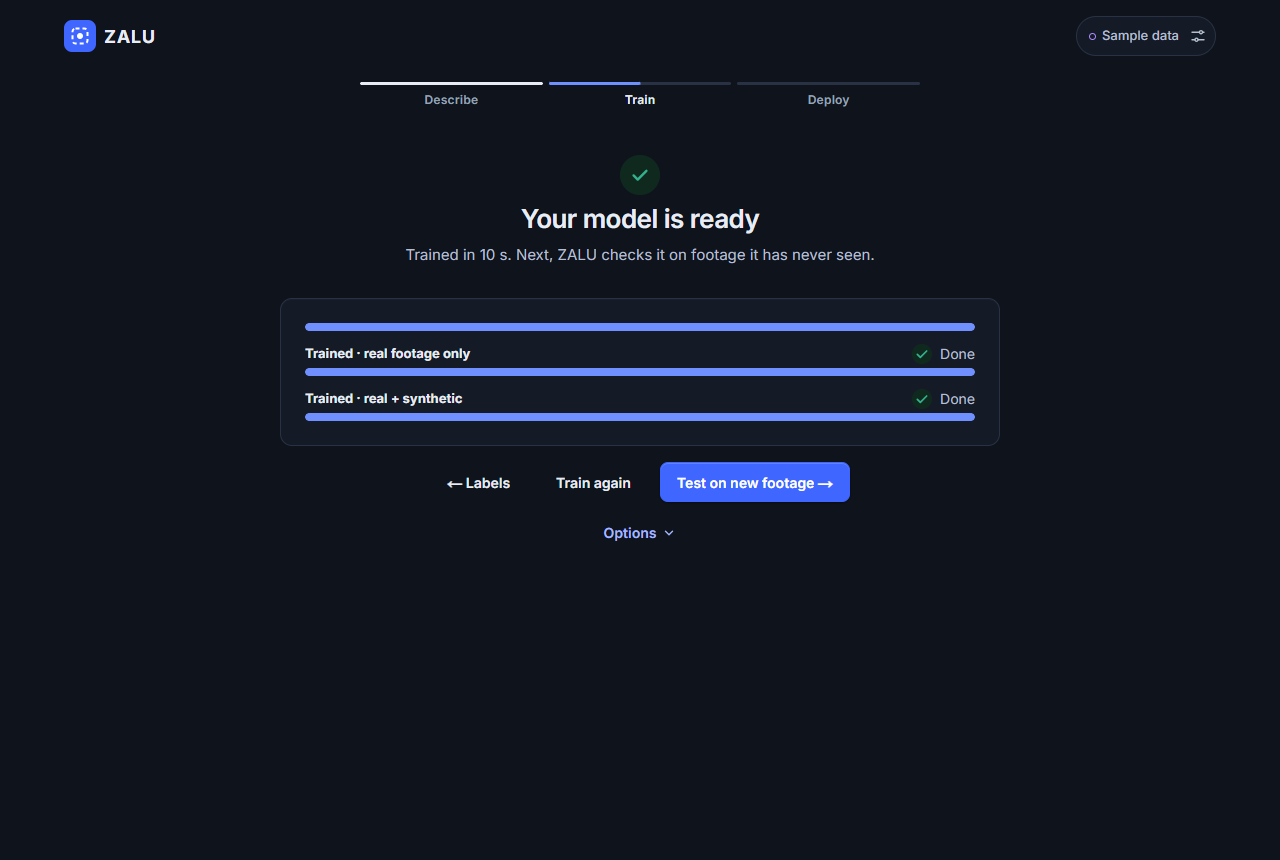 ZALU
Sample data
Describe
Train
Deploy
Your model is ready
Trained in 10 s. Next, ZALU checks it on footage it has never seen.
Trained · real footage only
Done
Trained · real + synthetic
Done
← Labels
Train again
Test on new footage →
Options